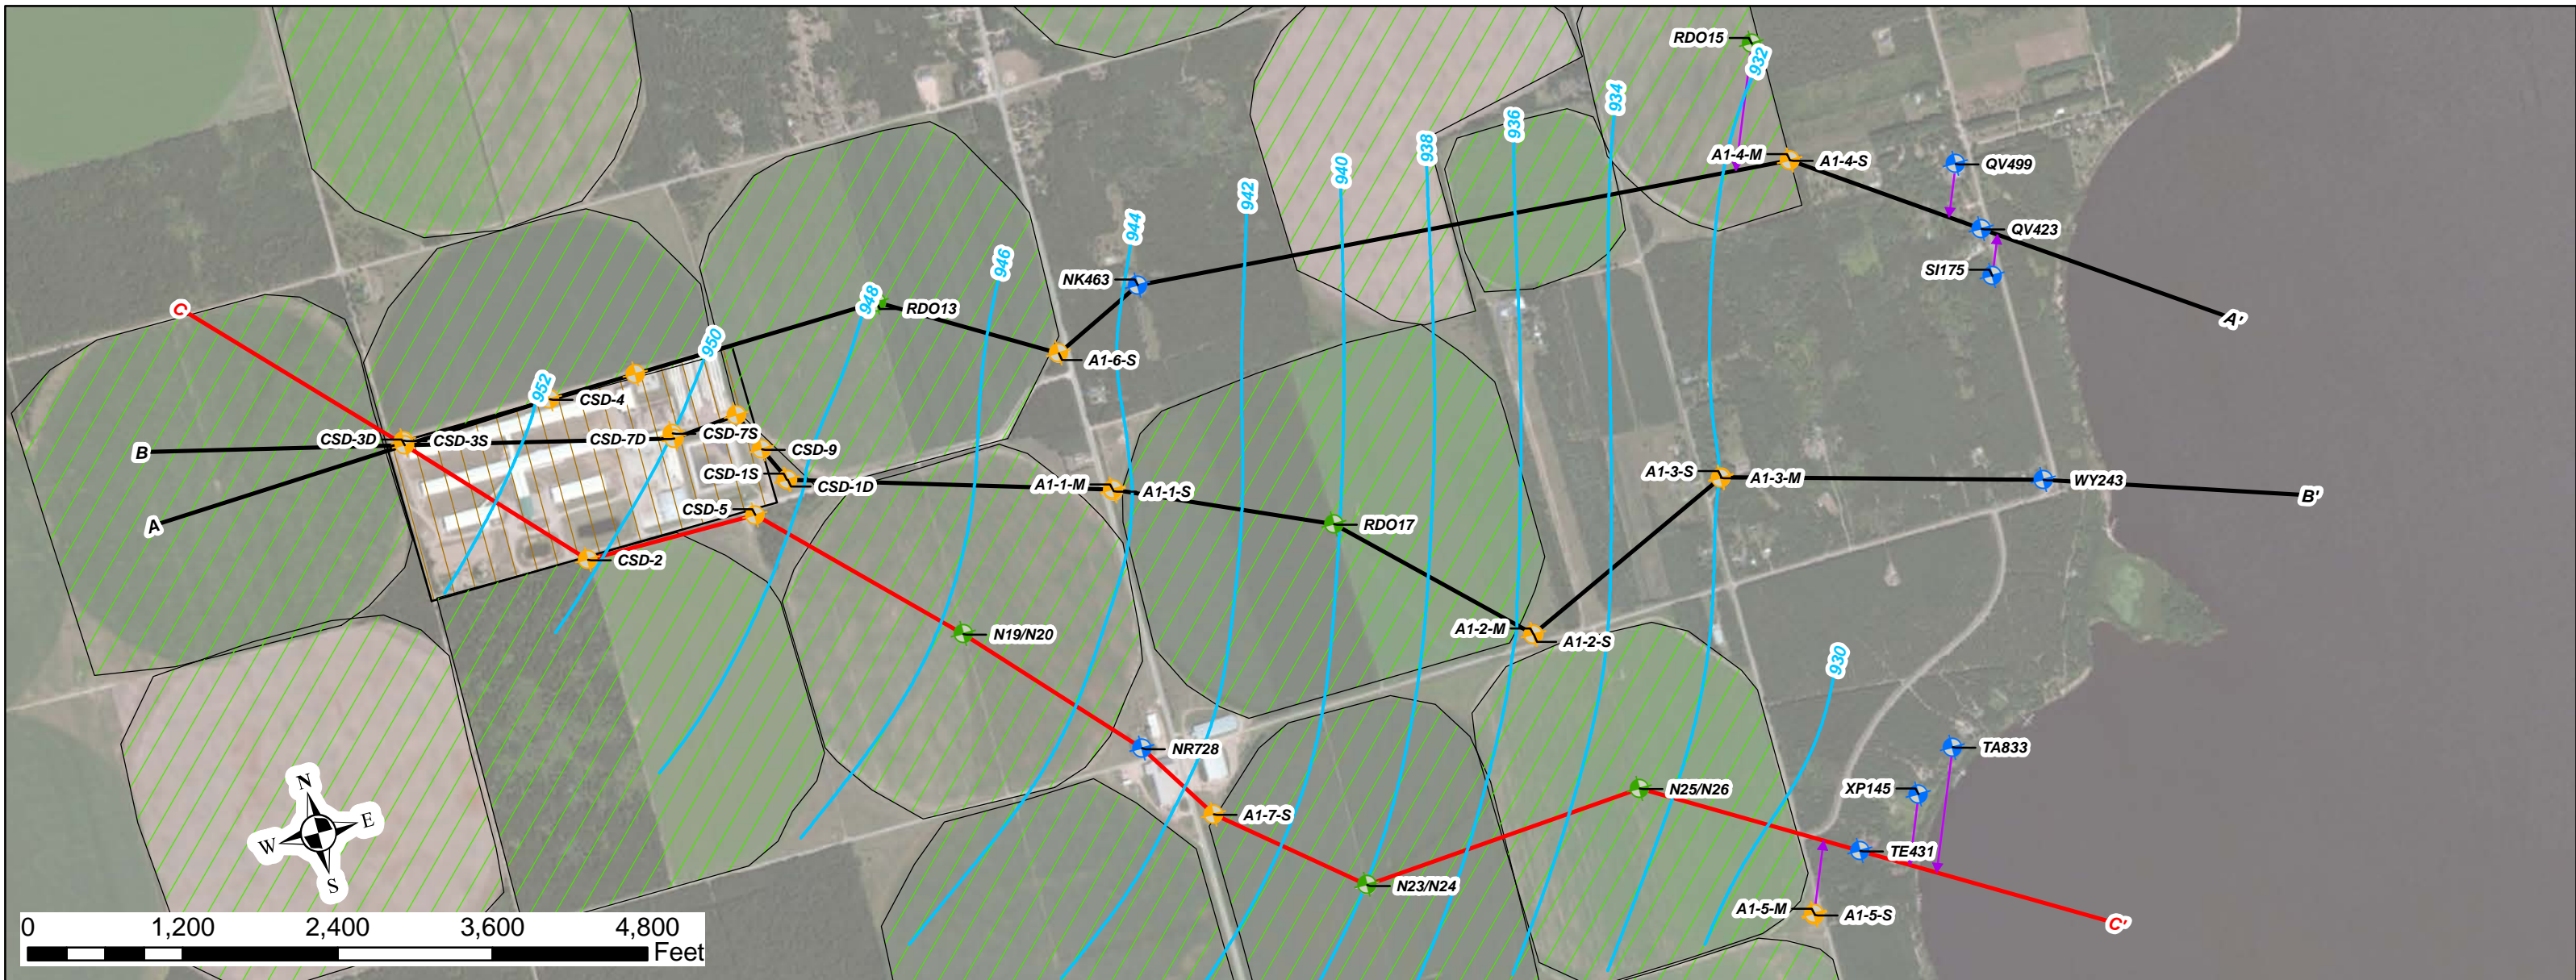 RDO15
932
934
936
938
940
942
944
946
948
950
952
A1-4-M
A1-4-S
QV499
QV423
SI175
A'
NK463
RDO13
A1-6-S
C
B
A
CSD-3D
CSD-3S
CSD-4
CSD-7D
CSD-7S
CSD-9
CSD-1S
CSD-1D
CSD-5
CSD-2
A1-1-M
A1-1-S
RDO17
A1-3-S
A1-3-M
WY243
B'
A1-2-M
A1-2-S
N19/N20
930
NR728
TA833
XP145
N25/N26
A1-7-S
TE431
N23/N24
A1-5-M
A1-5-S
C'
N
W
E
S
0 1,200 2,400 3,600 4,800
Feet